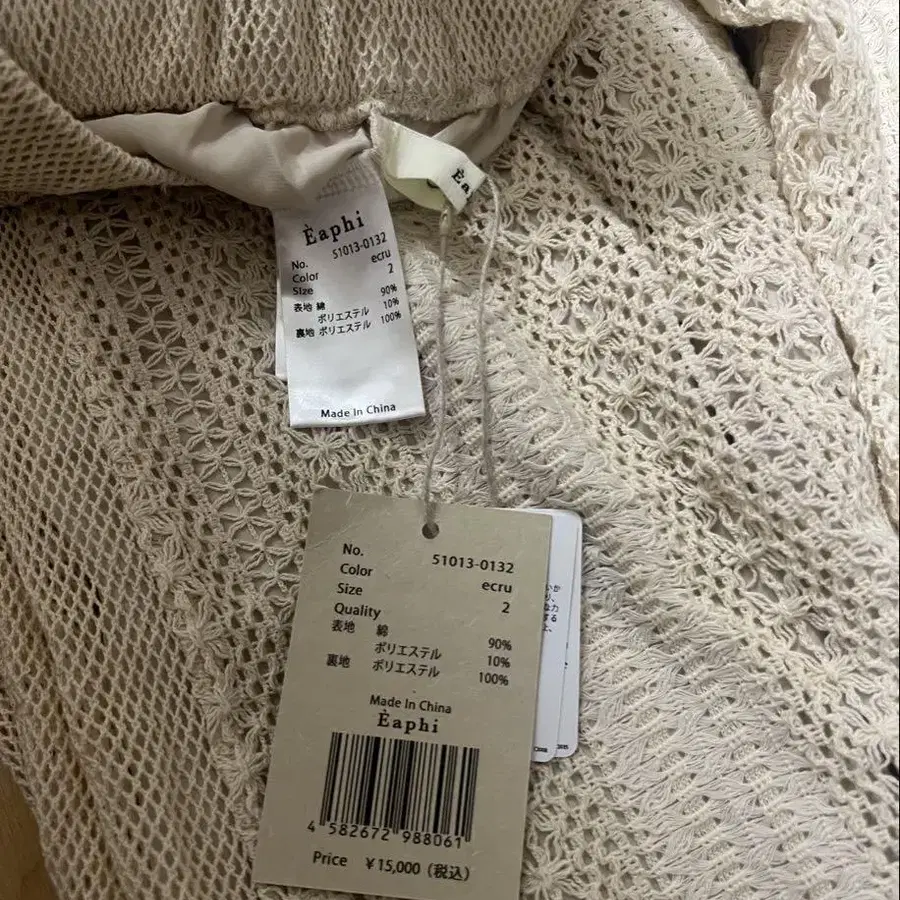 Èa
Èaphi
No. 51013-0132
Color ecru
Size 2
表地 綿 90%
ポリエステル 10%
裏地 ポリエステル 100%
Made In China
No. 51013-0132
Color ecru
Size 2
Quality
表地 綿 90%
ポリエステル 10%
裏地 ポリエステル 100%
Made In China
Èaphi
4 582672 988061
Price ¥15,000 (税込)